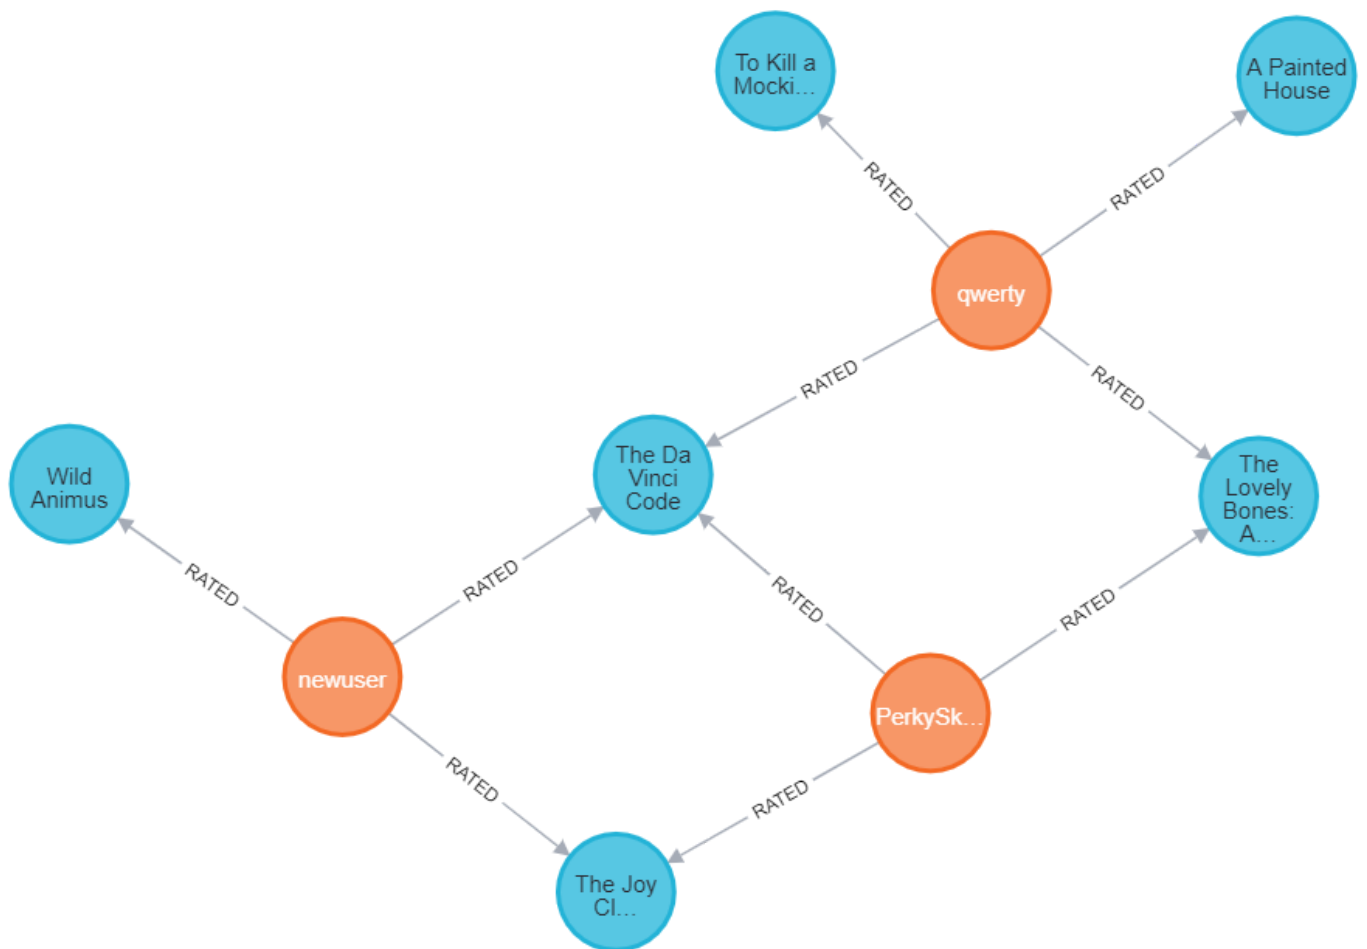 To Kill a
Mocki...
A Painted
House
RATED
RATED
qwerty
RATED
RATED
Wild
Animus
The Da
Vinci
Code
The
Lovely
Bones:
A...
RATED
RATED
RATED
RATED
newuser
PerkySk...
RATED
RATED
The Joy
Cl...